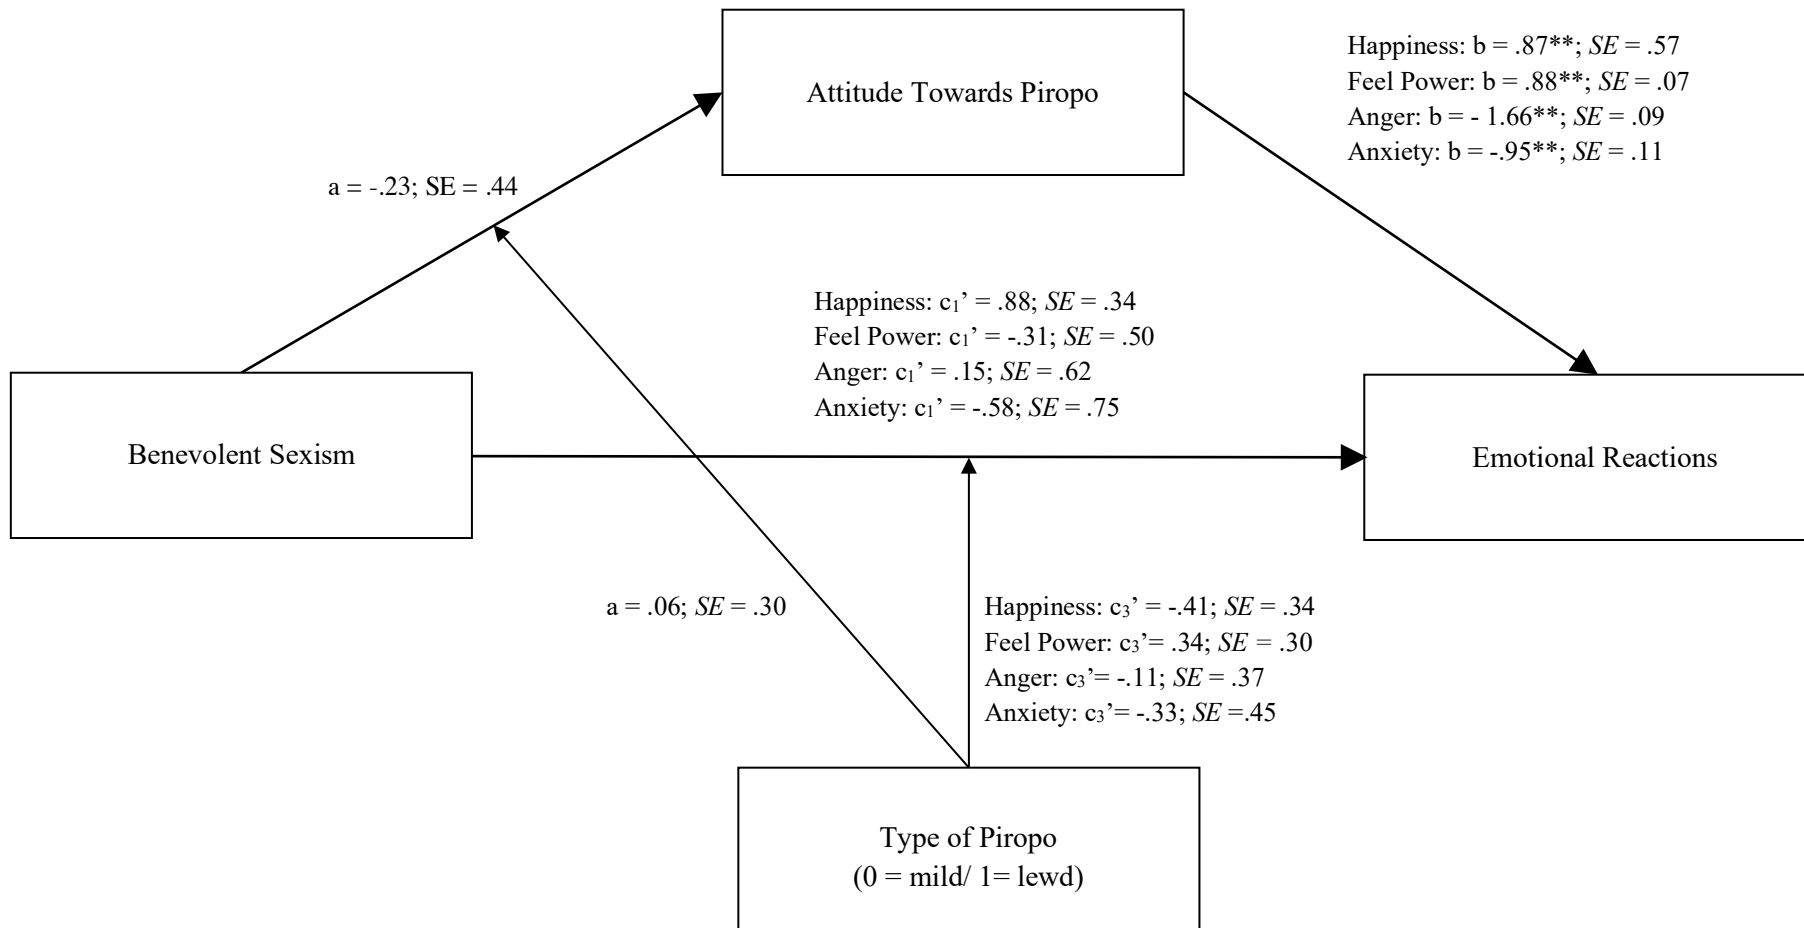 Attitude Towards Piropo
Happiness: b = .87**; SE = .57
Feel Power: b = .88**; SE = .07
Anger: b = - 1.66**; SE = .09
Anxiety: b = -.95**; SE = .11
a = -.23; SE = .44
Happiness: c₁’ = .88; SE = .34
Feel Power: c₁’ = -.31; SE = .50
Anger: c₁’ = .15; SE = .62
Anxiety: c₁’ = -.58; SE = .75
Benevolent Sexism
Emotional Reactions
a = .06; SE = .30
Happiness: c₃’ = -.41; SE = .34
Feel Power: c₃’= .34; SE = .30
Anger: c₃’= -.11; SE = .37
Anxiety: c₃’= -.33; SE =.45
Type of Piropo
(0 = mild/ 1= lewd)